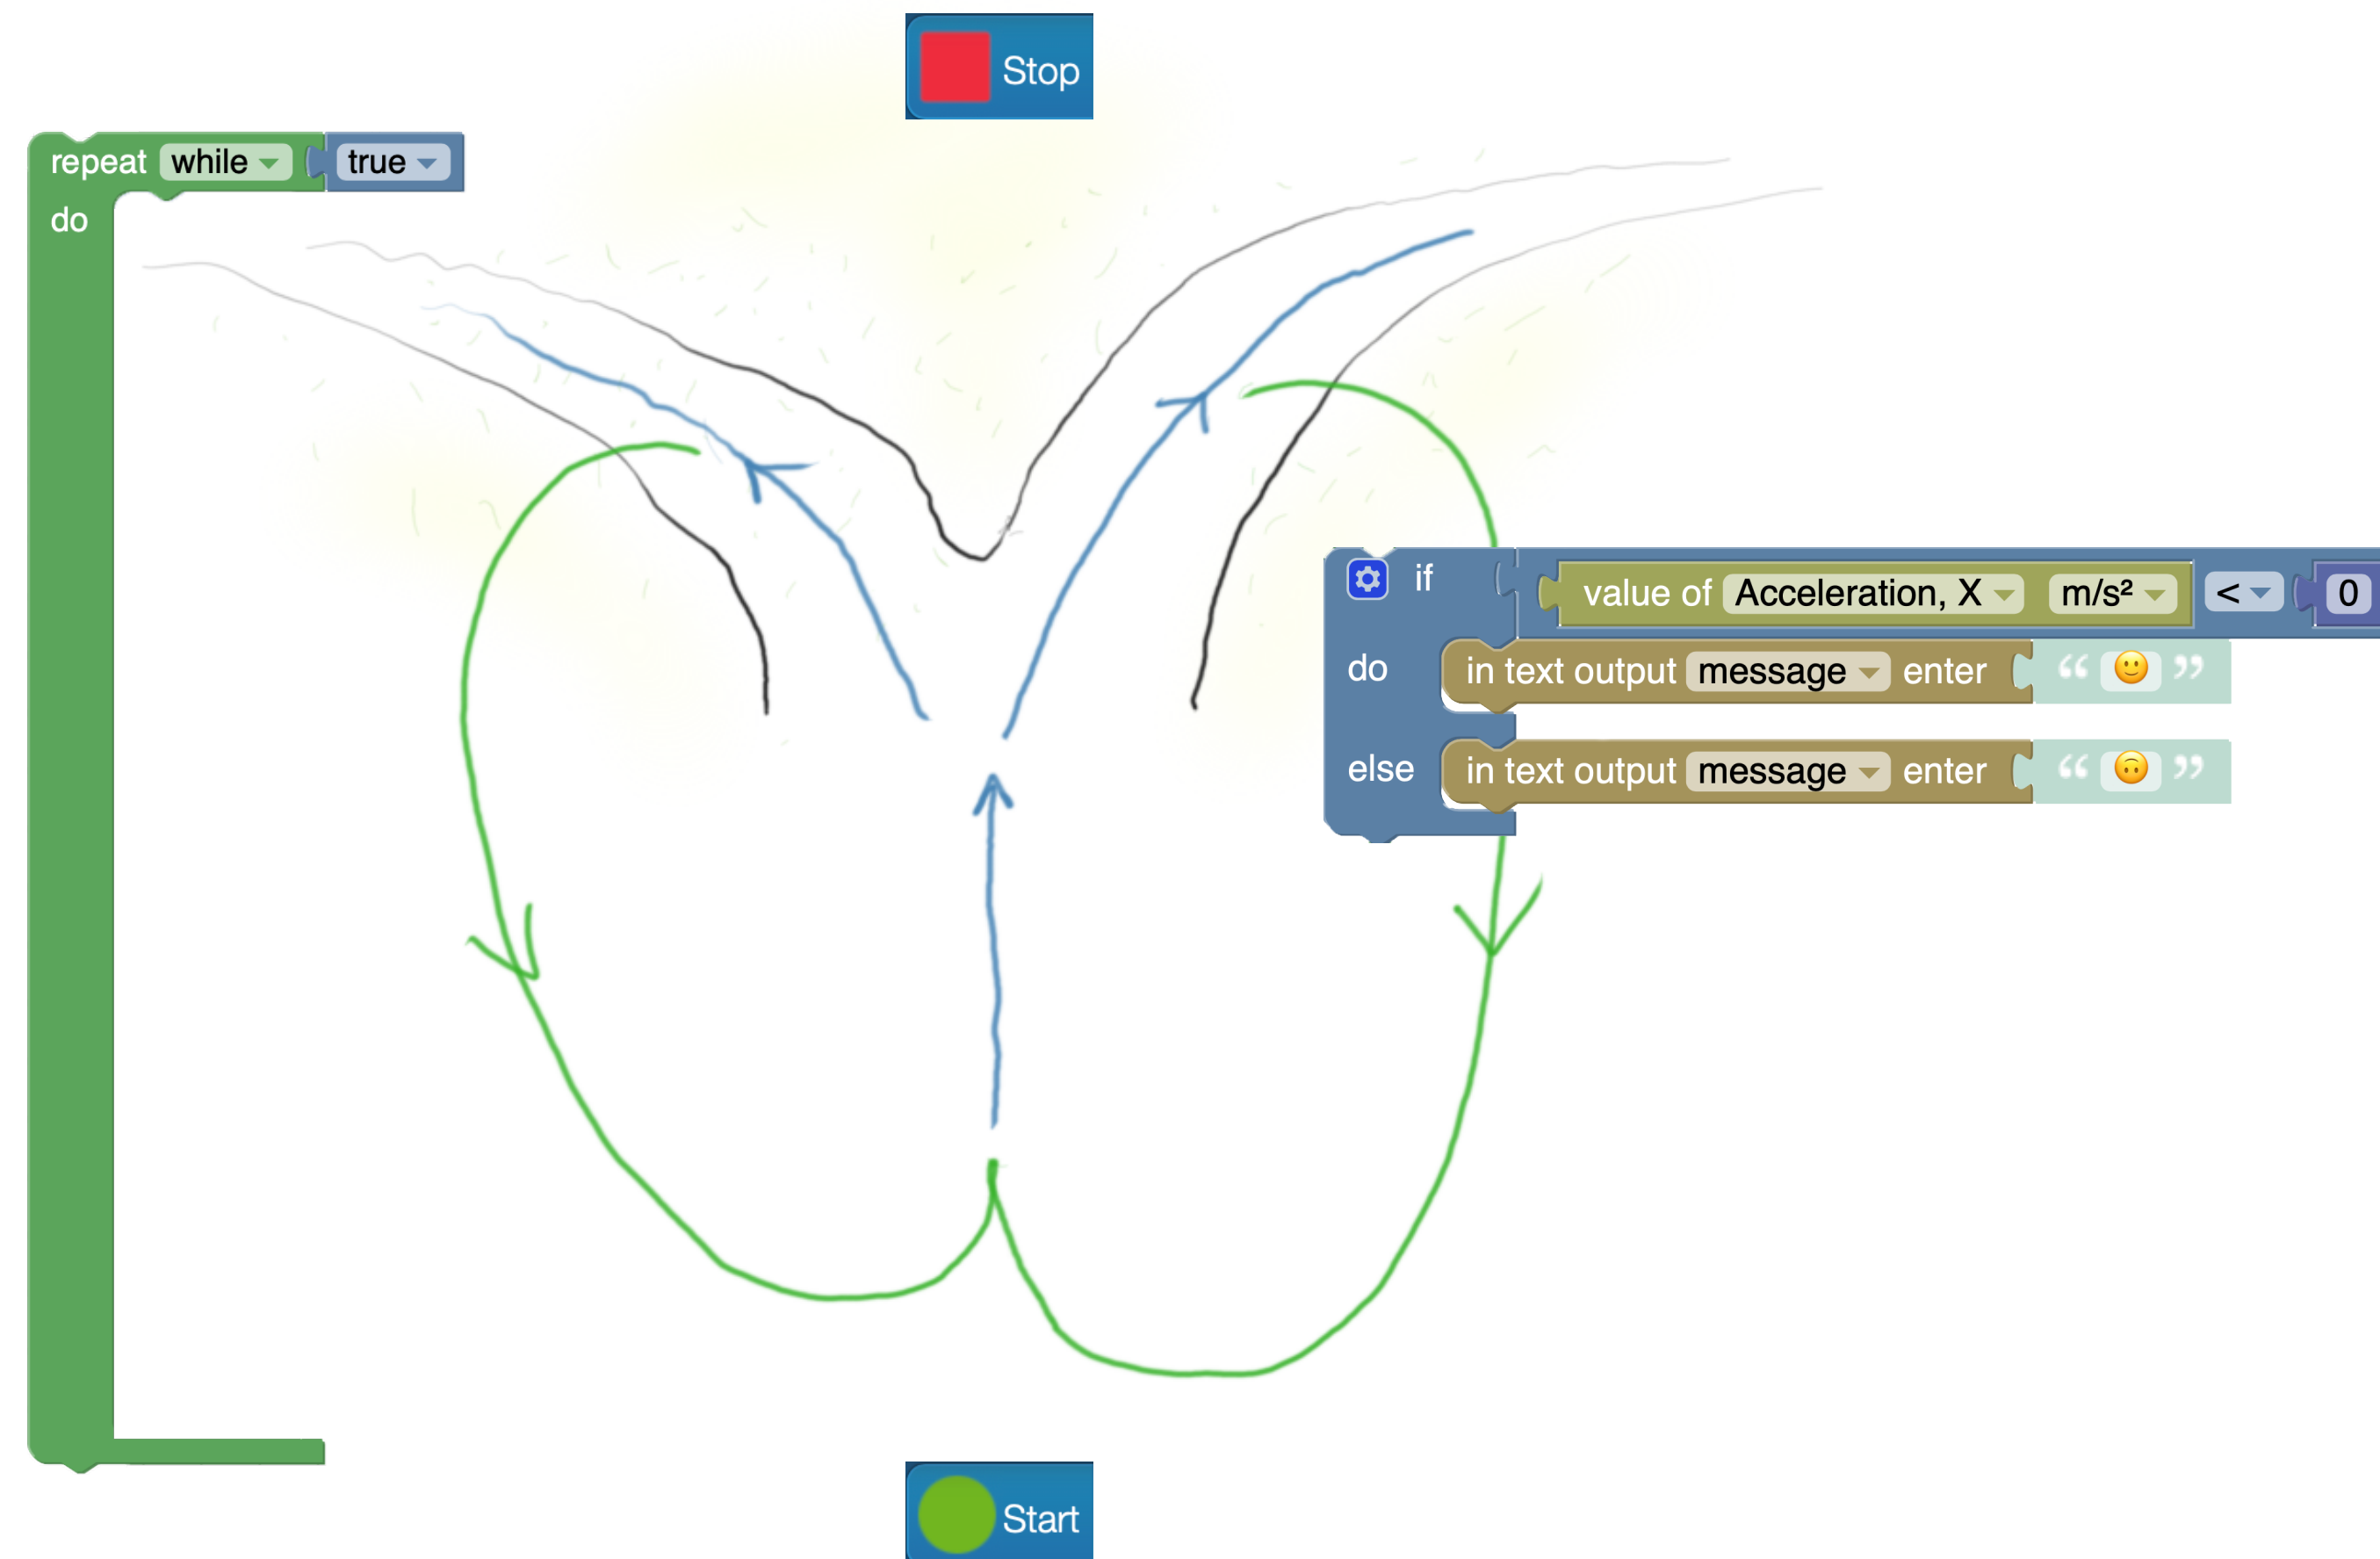 Stop
repeat while true
do
if value of Acceleration, X m/s² < 0
do in text output message enter “ 🙂 ”
else in text output message enter “ 🙃 ”
Start